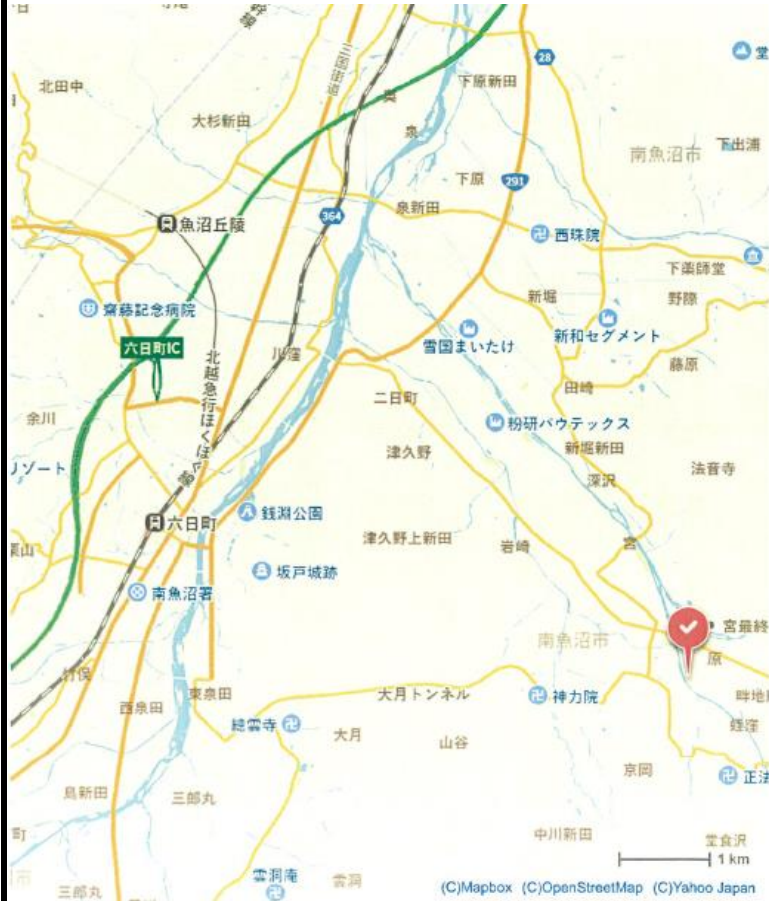 北田中
大杉新田
三国街道
28
下原新田
奥
泉
南魚沼市
下出浦
下原
291
泉新田
364
魚沼丘陵
西珠院
下薬師堂
新堀
野際
齋藤記念病院
雪国まいたけ
新和セグメント
六日町IC
川窪
藤原
北越急行ほくほく線
二日町
田崎
余川
粉研パウテックス
リゾート
津久野
新堀新田
法音寺
深沢
銭淵公園
六日町
津久野上新田
岩崎
宮
坂戸城跡
南魚沼署
宮最終
南魚沼市
原
竹俣
東泉田
大月トンネル
神力院
西泉田
總雲寺
大月
山谷
蛭窪
京岡
正法
島新田
三郎丸
中川新田
堂食沢
1 km
雲洞庵
雲洞
三郎丸
(C)Mapbox (C)OpenStreetMap (C)Yahoo Japan